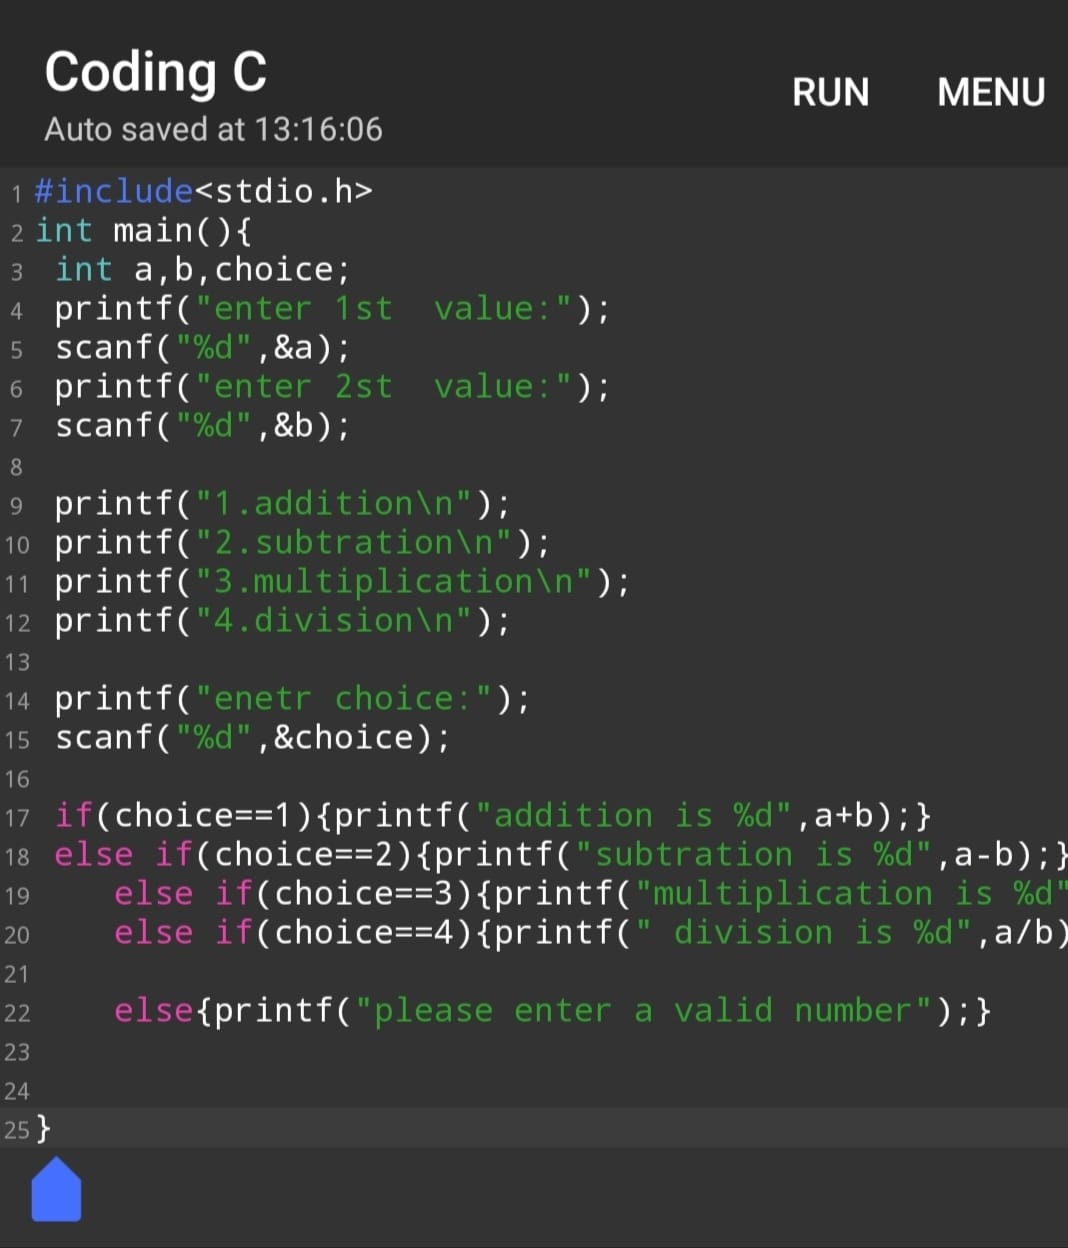 Coding C
RUN MENU
Auto saved at 13:16:06
1 #include<stdio.h>
2 int main(){
3 int a,b,choice;
4 printf("enter 1st  value:");
5 scanf("%d",&a);
6 printf("enter 2st  value:");
7 scanf("%d",&b);
8
9 printf("1.addition\n");
10 printf("2.subtration\n");
11 printf("3.multiplication\n");
12 printf("4.division\n");
13
14 printf("enetr choice:");
15 scanf("%d",&choice);
16
17 if(choice==1){printf("addition is %d",a+b);}
18 else if(choice==2){printf("subtration is %d",a-b);}
19 else if(choice==3){printf("multiplication is %d"
20 else if(choice==4){printf(" division is %d",a/b)
21
22 else{printf("please enter a valid number");}
23
24
25 }